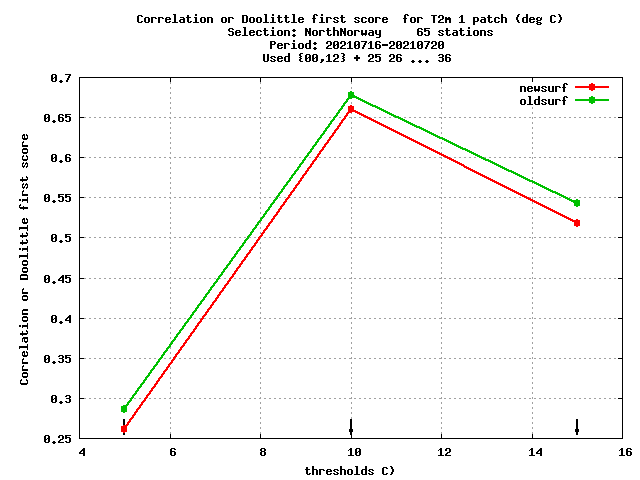 Correlation or Doolittle first score  for T2m 1 patch (deg C)
Selection: NorthNorway     65 stations
Period: 20210716-20210720
Used {00,12} + 25 26 ... 36
newsurf
oldsurf
Correlation or Doolittle first score
0.7
0.65
0.6
0.55
0.5
0.45
0.4
0.35
0.3
0.25
4 6 8 10 12 14 16
thresholds C)